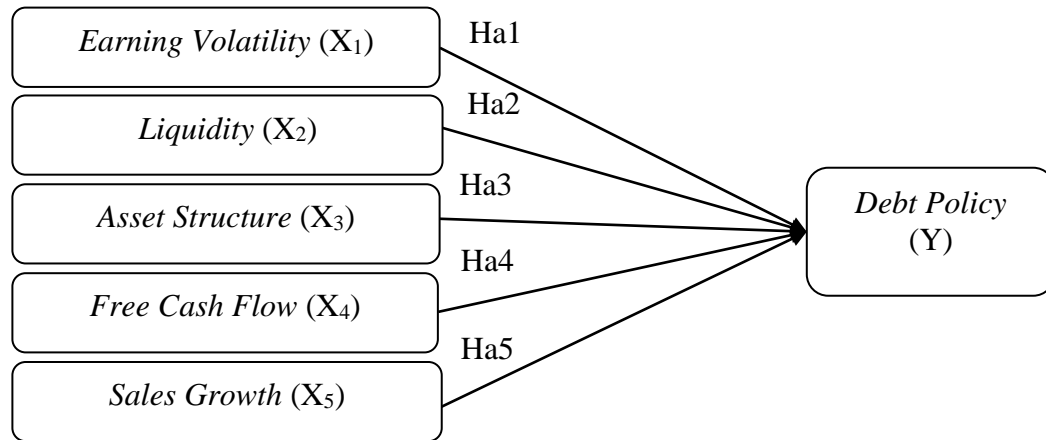 Earning Volatility (X₁)
Ha1
Ha2
Liquidity (X₂)
Ha3
Asset Structure (X₃)
Debt Policy
(Y)
Ha4
Free Cash Flow (X₄)
Ha5
Sales Growth (X₅)